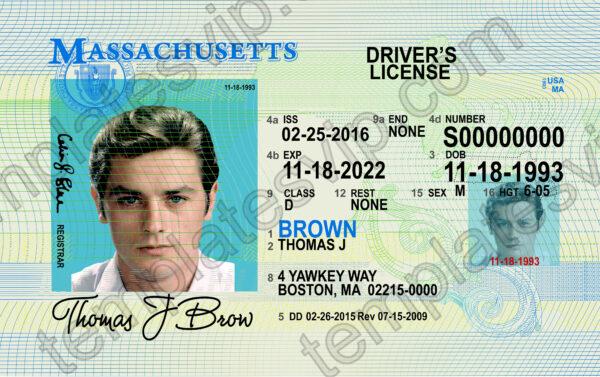 MASSACHUSETTS
DRIVER'S
LICENSE
USA
MA
11-18-1993
4a ISS
02-25-2016
9a END
NONE
4d NUMBER
S00000000
4b EXP
11-18-2022
3 DOB
11-18-1993
9 CLASS
D
12 REST
NONE
15 SEX M
16 HGT 6-05
1 BROWN
2 THOMAS J
8 4 YAWKEY WAY
BOSTON, MA 02215-0000
11-18-1993
5 DD 02-26-2015 Rev 07-15-2009
REGISTRAR
Thomas J Brow
templatesvip.com
templatesvip.com